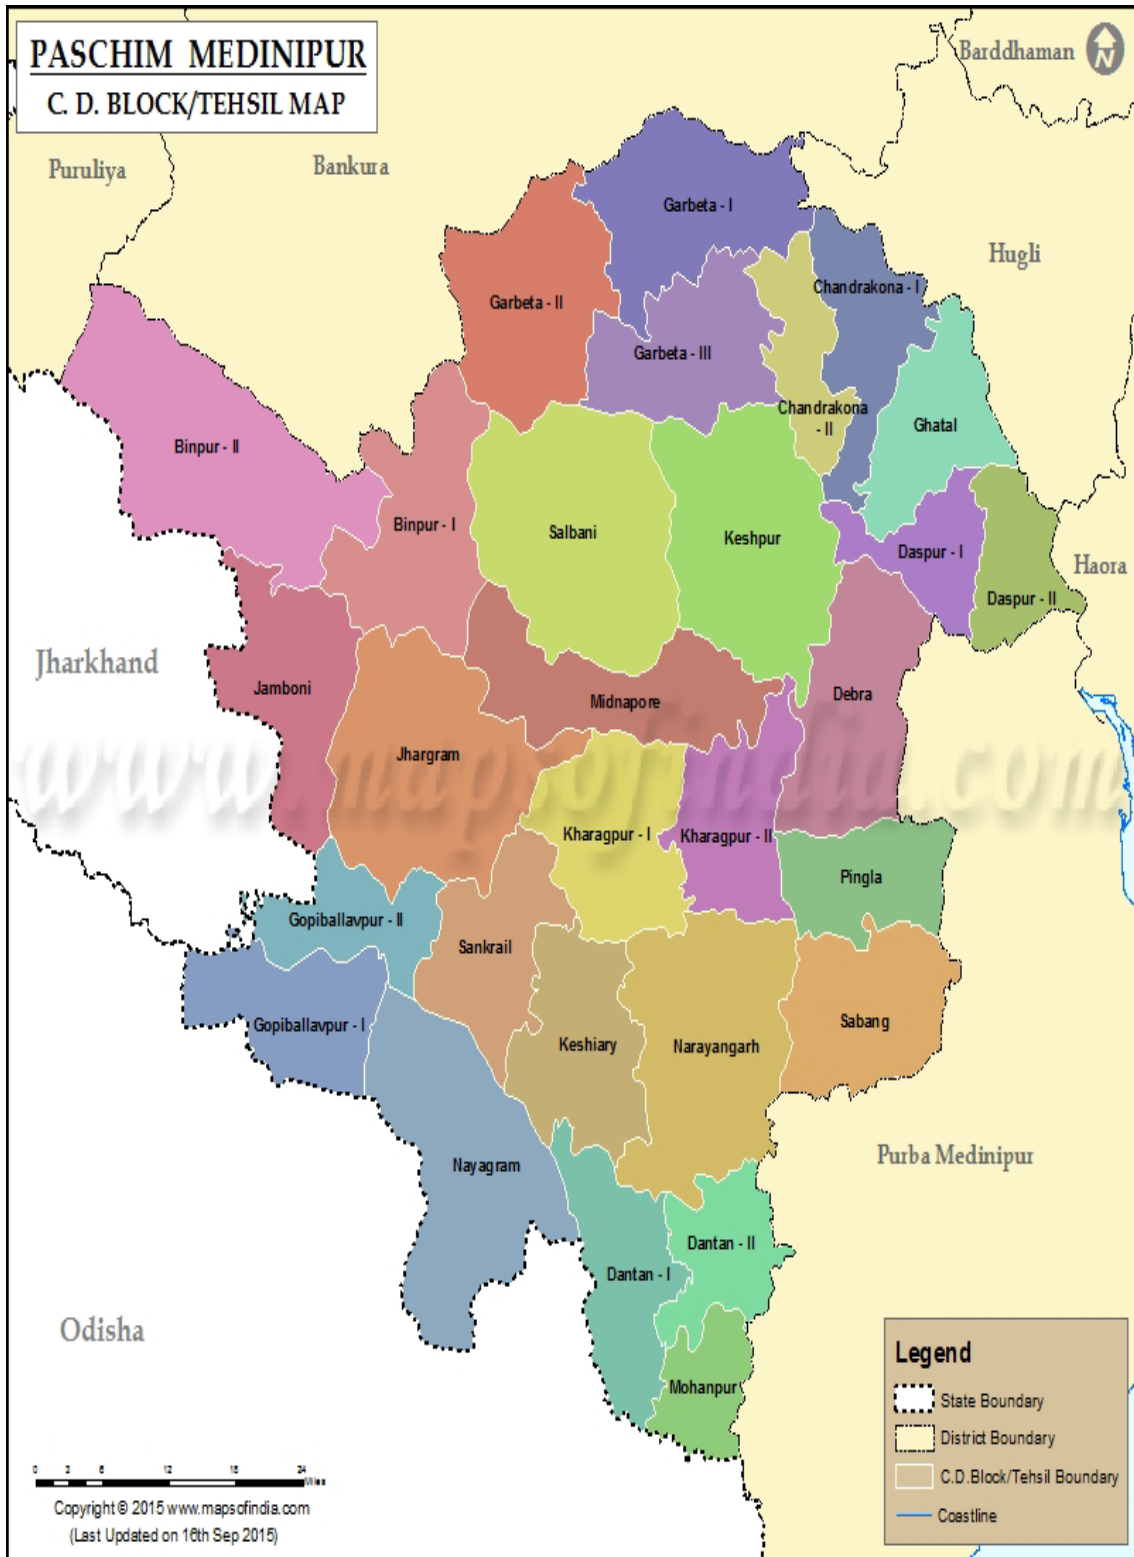 PASCHIM MEDINIPUR
C. D. BLOCK/TEHSIL MAP
Barddhaman
N
Puruliya
Bankura
Garbeta - I
Hugli
Chandrakona - I
Garbeta - II
Garbeta - III
Chandrakona
- II
Ghatal
Binpur - II
Binpur - I
Salbani
Keshpur
Daspur - I
Haora
Daspur - II
Jharkhand
Jamboni
Midnapore
Debra
Jhargram
www.mapsofindia.com
Kharagpur - I
Kharagpur - II
Pingla
Gopiballavpur - II
Sankrail
Gopiballavpur - I
Keshiary
Narayangarh
Sabang
Nayagram
Purba Medinipur
Dantan - II
Dantan - I
Odisha
Mohanpur
Legend
State Boundary
District Boundary
C.D.Block/Tehsil Boundary
Coastline
0 3 6 12 18 24
Miles
Copyright © 2015 www.mapsofindia.com
(Last Updated on 16th Sep 2015)